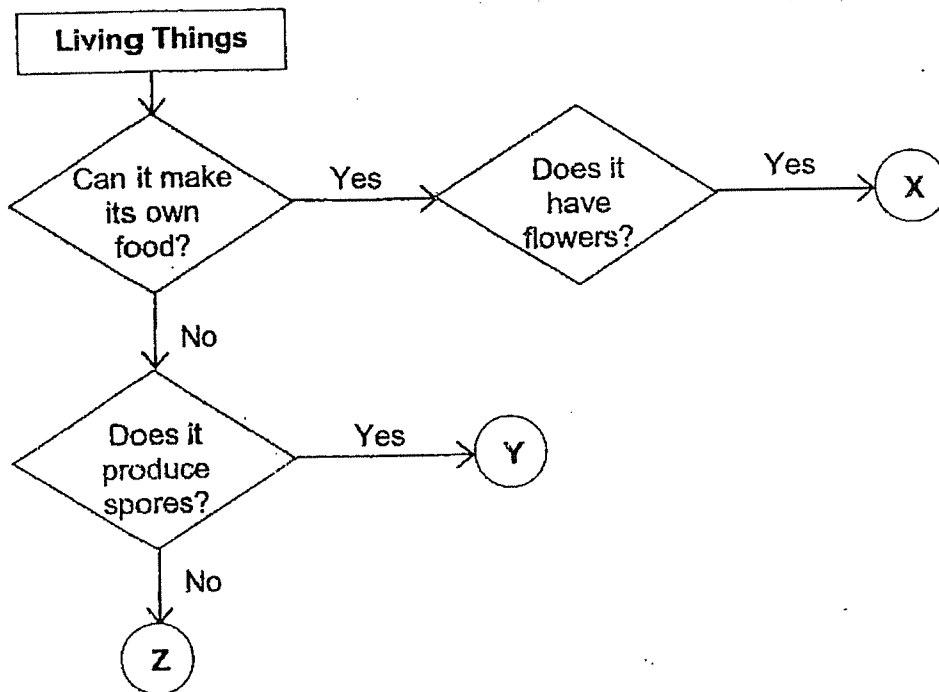 Living Things
Can it make
its own
food?
Yes
Does it
have
flowers?
Yes
X
No
Does it
produce
spores?
Yes
Y
No
Z